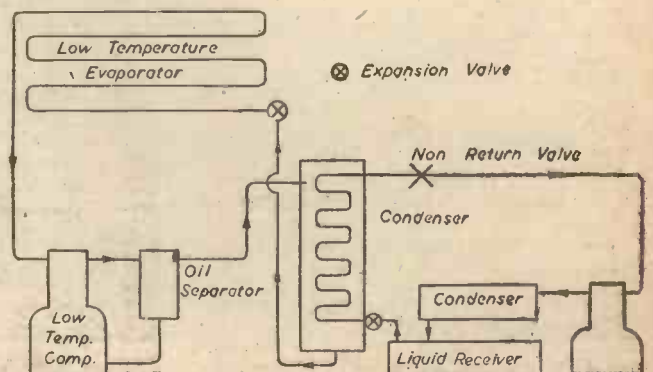 Low Temperature
Evaporator
Expansion Valve
Non Return Valve
Condenser
Oil
Separator
Condenser
Low
Temp.
Comp.
Liquid Receiver